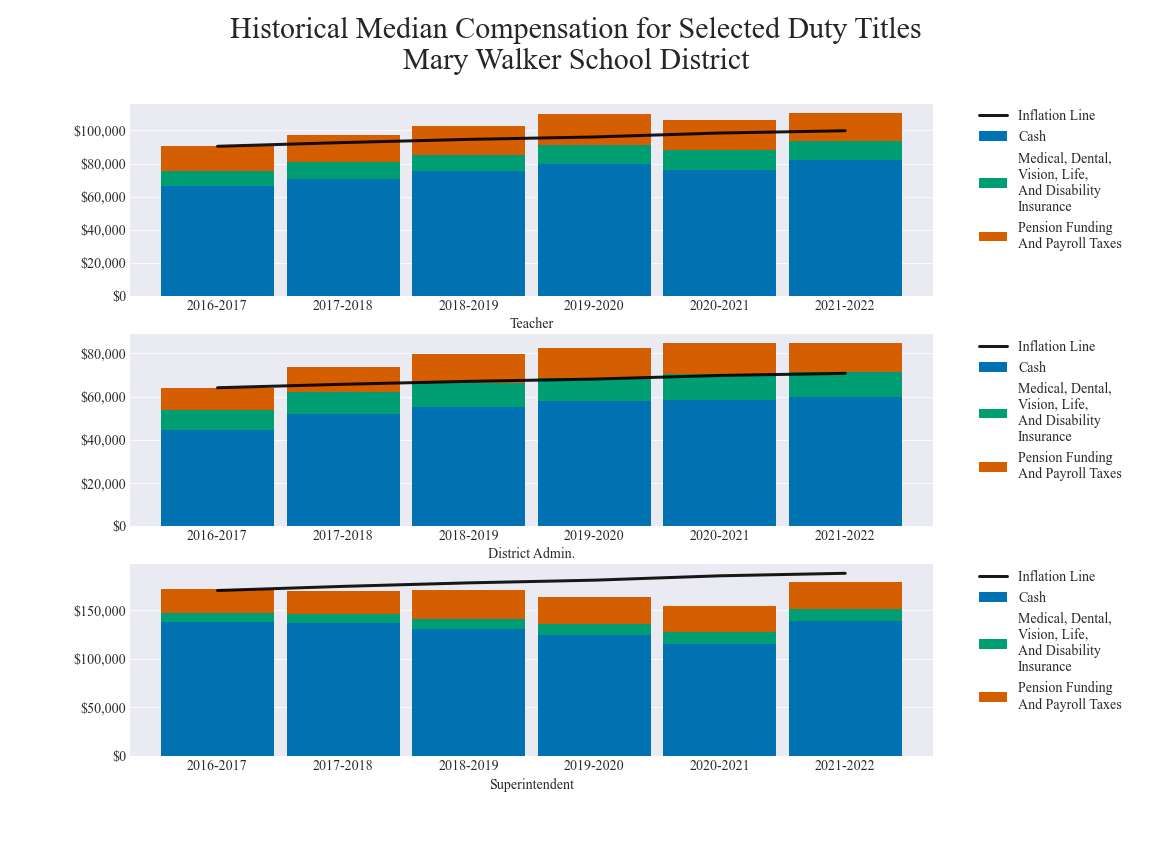 Historical Median Compensation for Selected Duty Titles
Mary Walker School District
$100,000
$80,000
$60,000
$40,000
$20,000
$0
2016-2017 2017-2018 2018-2019 2019-2020 2020-2021 2021-2022
Teacher
Inflation Line
Cash
Medical, Dental,
Vision, Life,
And Disability
Insurance
Pension Funding
And Payroll Taxes
$80,000
$60,000
$40,000
$20,000
$0
2016-2017 2017-2018 2018-2019 2019-2020 2020-2021 2021-2022
District Admin.
Inflation Line
Cash
Medical, Dental,
Vision, Life,
And Disability
Insurance
Pension Funding
And Payroll Taxes
$150,000
$100,000
$50,000
$0
2016-2017 2017-2018 2018-2019 2019-2020 2020-2021 2021-2022
Superintendent
Inflation Line
Cash
Medical, Dental,
Vision, Life,
And Disability
Insurance
Pension Funding
And Payroll Taxes